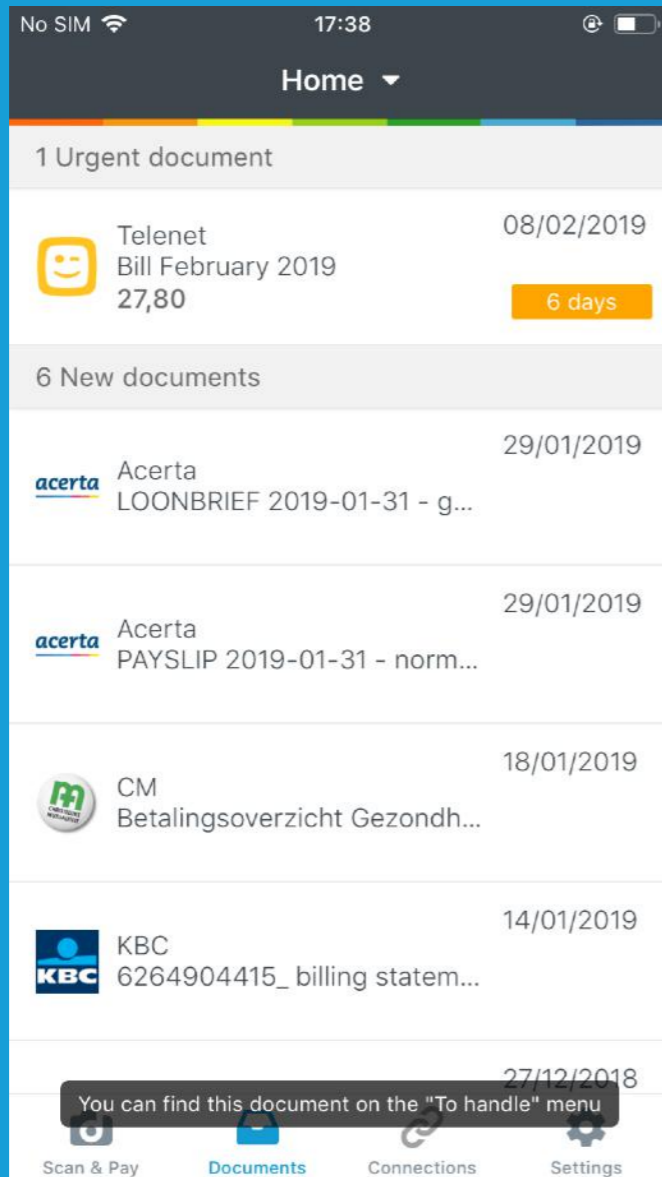 No SIM 17:38
Home
1 Urgent document
Telenet 08/02/2019
Bill February 2019
27,80 6 days
6 New documents
29/01/2019
acerta Acerta
LOONBRIEF 2019-01-31 - g...
29/01/2019
acerta Acerta
PAYSLIP 2019-01-31 - norm...
18/01/2019
CM
Betalingsoverzicht Gezondh...
14/01/2019
KBC
KBC 6264904415_ billing statem...
27/12/2018
You can find this document on the "To handle" menu
Scan & Pay Documents Connections Settings